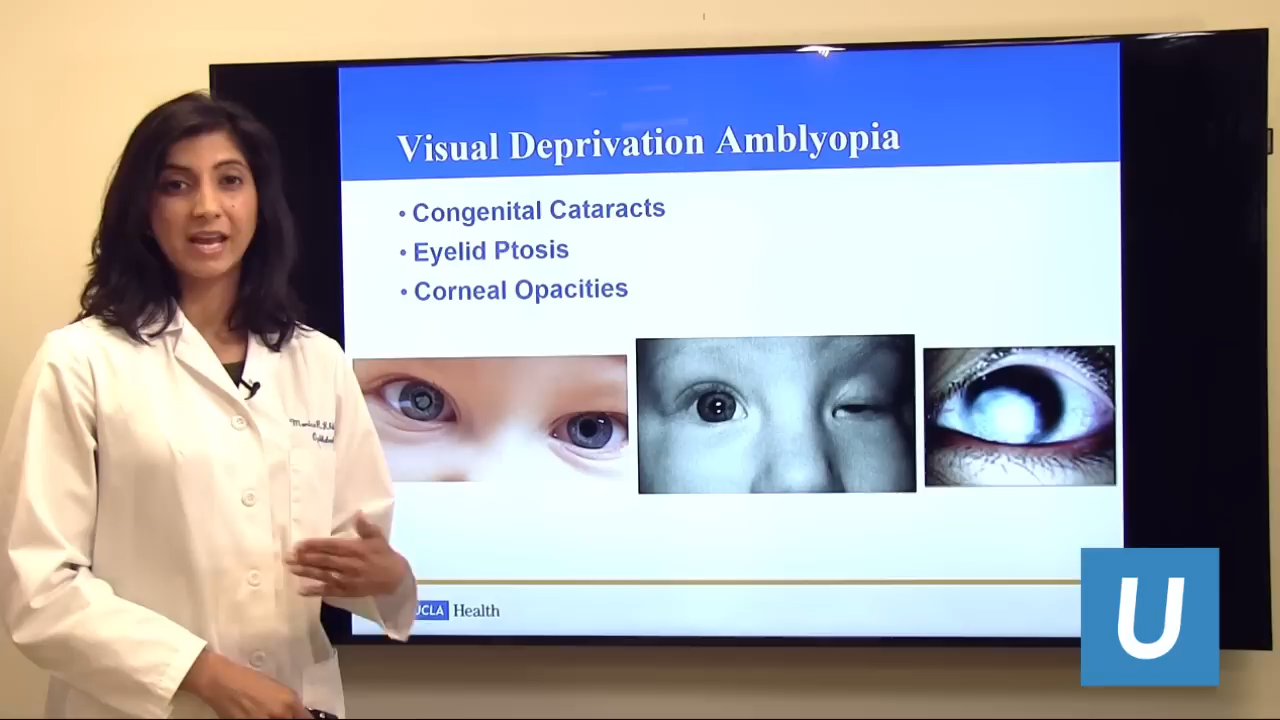 Visual Deprivation Amblyopia
• Congenital Cataracts
• Eyelid Ptosis
• Corneal Opacities
UCLA Health
U